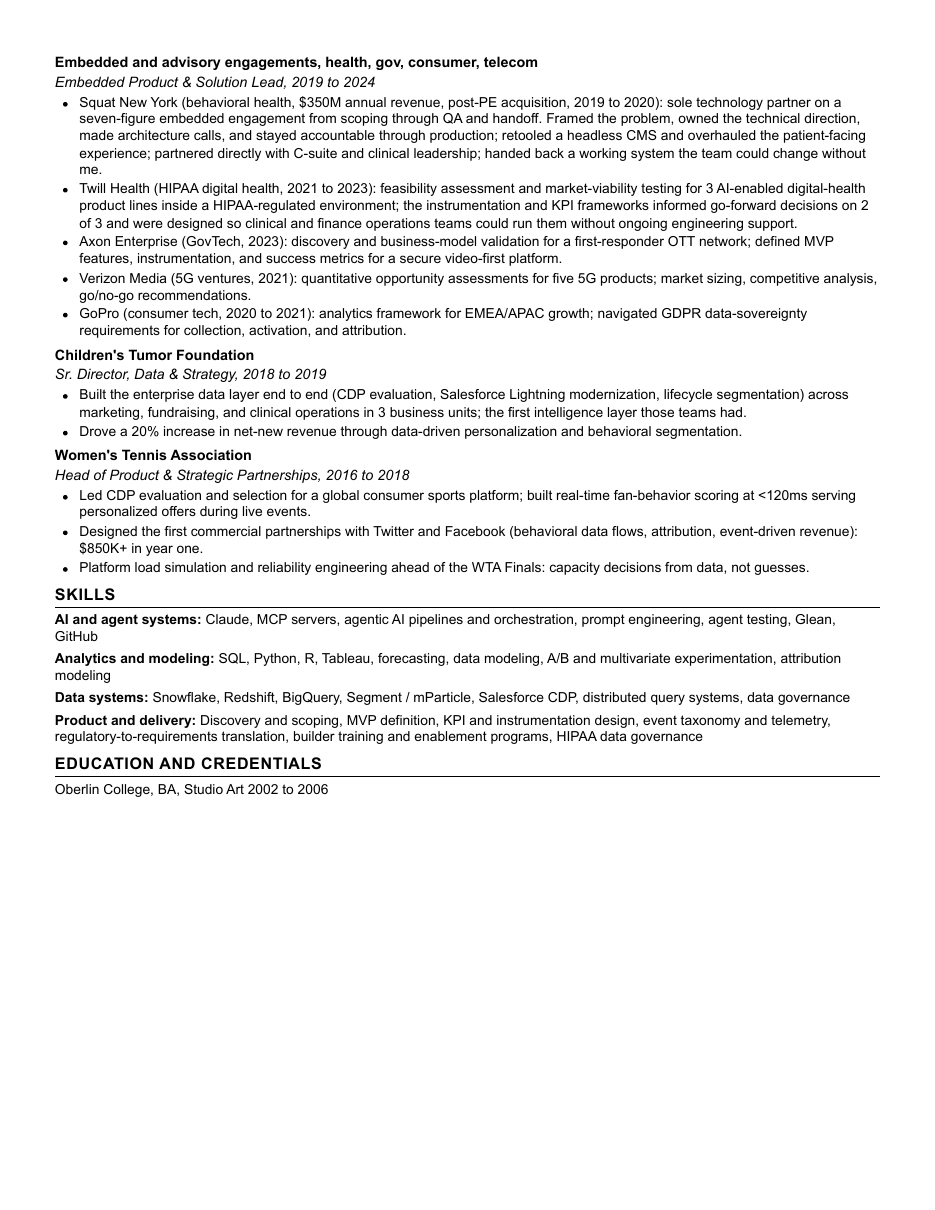 Embedded and advisory engagements, health, gov, consumer, telecom
Embedded Product & Solution Lead, 2019 to 2024
• Squat New York (behavioral health, $350M annual revenue, post-PE acquisition, 2019 to 2020): sole technology partner on a
seven-figure embedded engagement from scoping through QA and handoff. Framed the problem, owned the technical direction,
made architecture calls, and stayed accountable through production; retooled a headless CMS and overhauled the patient-facing
experience; partnered directly with C-suite and clinical leadership; handed back a working system the team could change without
me.
• Twill Health (HIPAA digital health, 2021 to 2023): feasibility assessment and market-viability testing for 3 AI-enabled digital-health
product lines inside a HIPAA-regulated environment; the instrumentation and KPI frameworks informed go-forward decisions on 2
of 3 and were designed so clinical and finance operations teams could run them without ongoing engineering support.
• Axon Enterprise (GovTech, 2023): discovery and business-model validation for a first-responder OTT network; defined MVP
features, instrumentation, and success metrics for a secure video-first platform.
• Verizon Media (5G ventures, 2021): quantitative opportunity assessments for five 5G products; market sizing, competitive analysis,
go/no-go recommendations.
• GoPro (consumer tech, 2020 to 2021): analytics framework for EMEA/APAC growth; navigated GDPR data-sovereignty
requirements for collection, activation, and attribution.
Children's Tumor Foundation
Sr. Director, Data & Strategy, 2018 to 2019
• Built the enterprise data layer end to end (CDP evaluation, Salesforce Lightning modernization, lifecycle segmentation) across
marketing, fundraising, and clinical operations in 3 business units; the first intelligence layer those teams had.
• Drove a 20% increase in net-new revenue through data-driven personalization and behavioral segmentation.
Women's Tennis Association
Head of Product & Strategic Partnerships, 2016 to 2018
• Led CDP evaluation and selection for a global consumer sports platform; built real-time fan-behavior scoring at <120ms serving
personalized offers during live events.
• Designed the first commercial partnerships with Twitter and Facebook (behavioral data flows, attribution, event-driven revenue):
$850K+ in year one.
• Platform load simulation and reliability engineering ahead of the WTA Finals: capacity decisions from data, not guesses.
SKILLS
AI and agent systems: Claude, MCP servers, agentic AI pipelines and orchestration, prompt engineering, agent testing, Glean,
GitHub
Analytics and modeling: SQL, Python, R, Tableau, forecasting, data modeling, A/B and multivariate experimentation, attribution
modeling
Data systems: Snowflake, Redshift, BigQuery, Segment / mParticle, Salesforce CDP, distributed query systems, data governance
Product and delivery: Discovery and scoping, MVP definition, KPI and instrumentation design, event taxonomy and telemetry,
regulatory-to-requirements translation, builder training and enablement programs, HIPAA data governance
EDUCATION AND CREDENTIALS
Oberlin College, BA, Studio Art 2002 to 2006